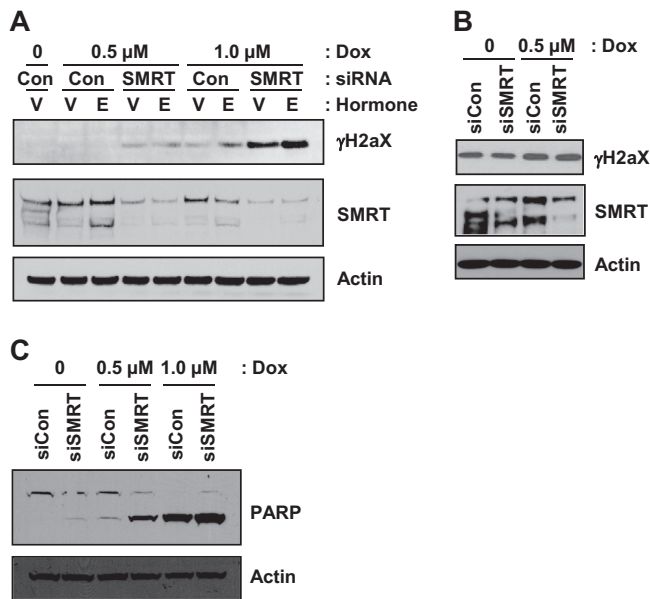 A
0 0.5 µM 1.0 µM : Dox
Con Con SMRT Con SMRT : siRNA
V V E V E V E V E : Hormone
γH2aX
SMRT
Actin
B
0 0.5 µM : Dox
siCon siSMRT siCon siSMRT
γH2aX
SMRT
Actin
C
0 0.5 µM 1.0 µM : Dox
siCon siSMRT siCon siSMRT siCon siSMRT
PARP
Actin